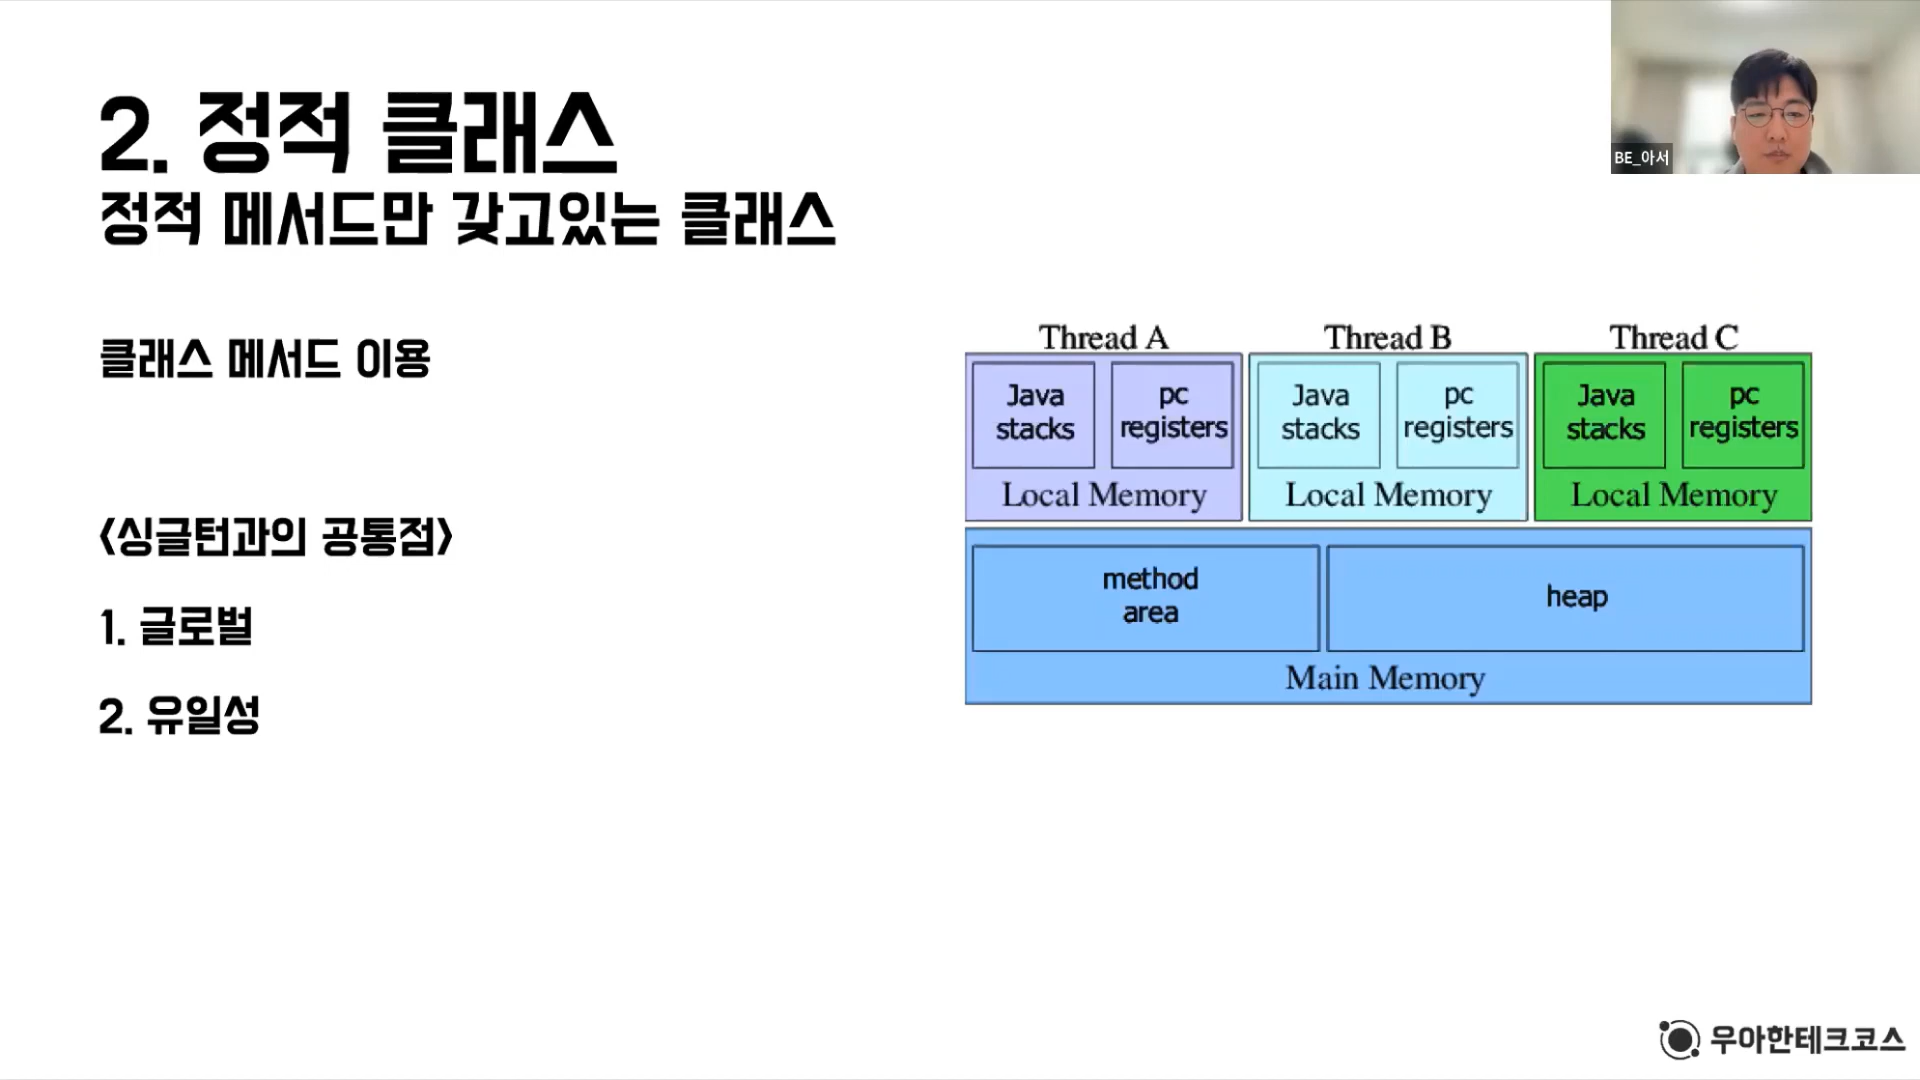 2. 정적 클래스
정적 메서드만 갖고있는 클래스
클래스 메서드 이용
<싱글턴과의 공통점>
1. 글로벌
2. 유일성
Thread A
Thread B
Thread C
Java
stacks
pc
registers
Java
stacks
pc
registers
Java
stacks
pc
registers
Local Memory
Local Memory
Local Memory
method
area
heap
Main Memory
BE_아서
우아한테크코스